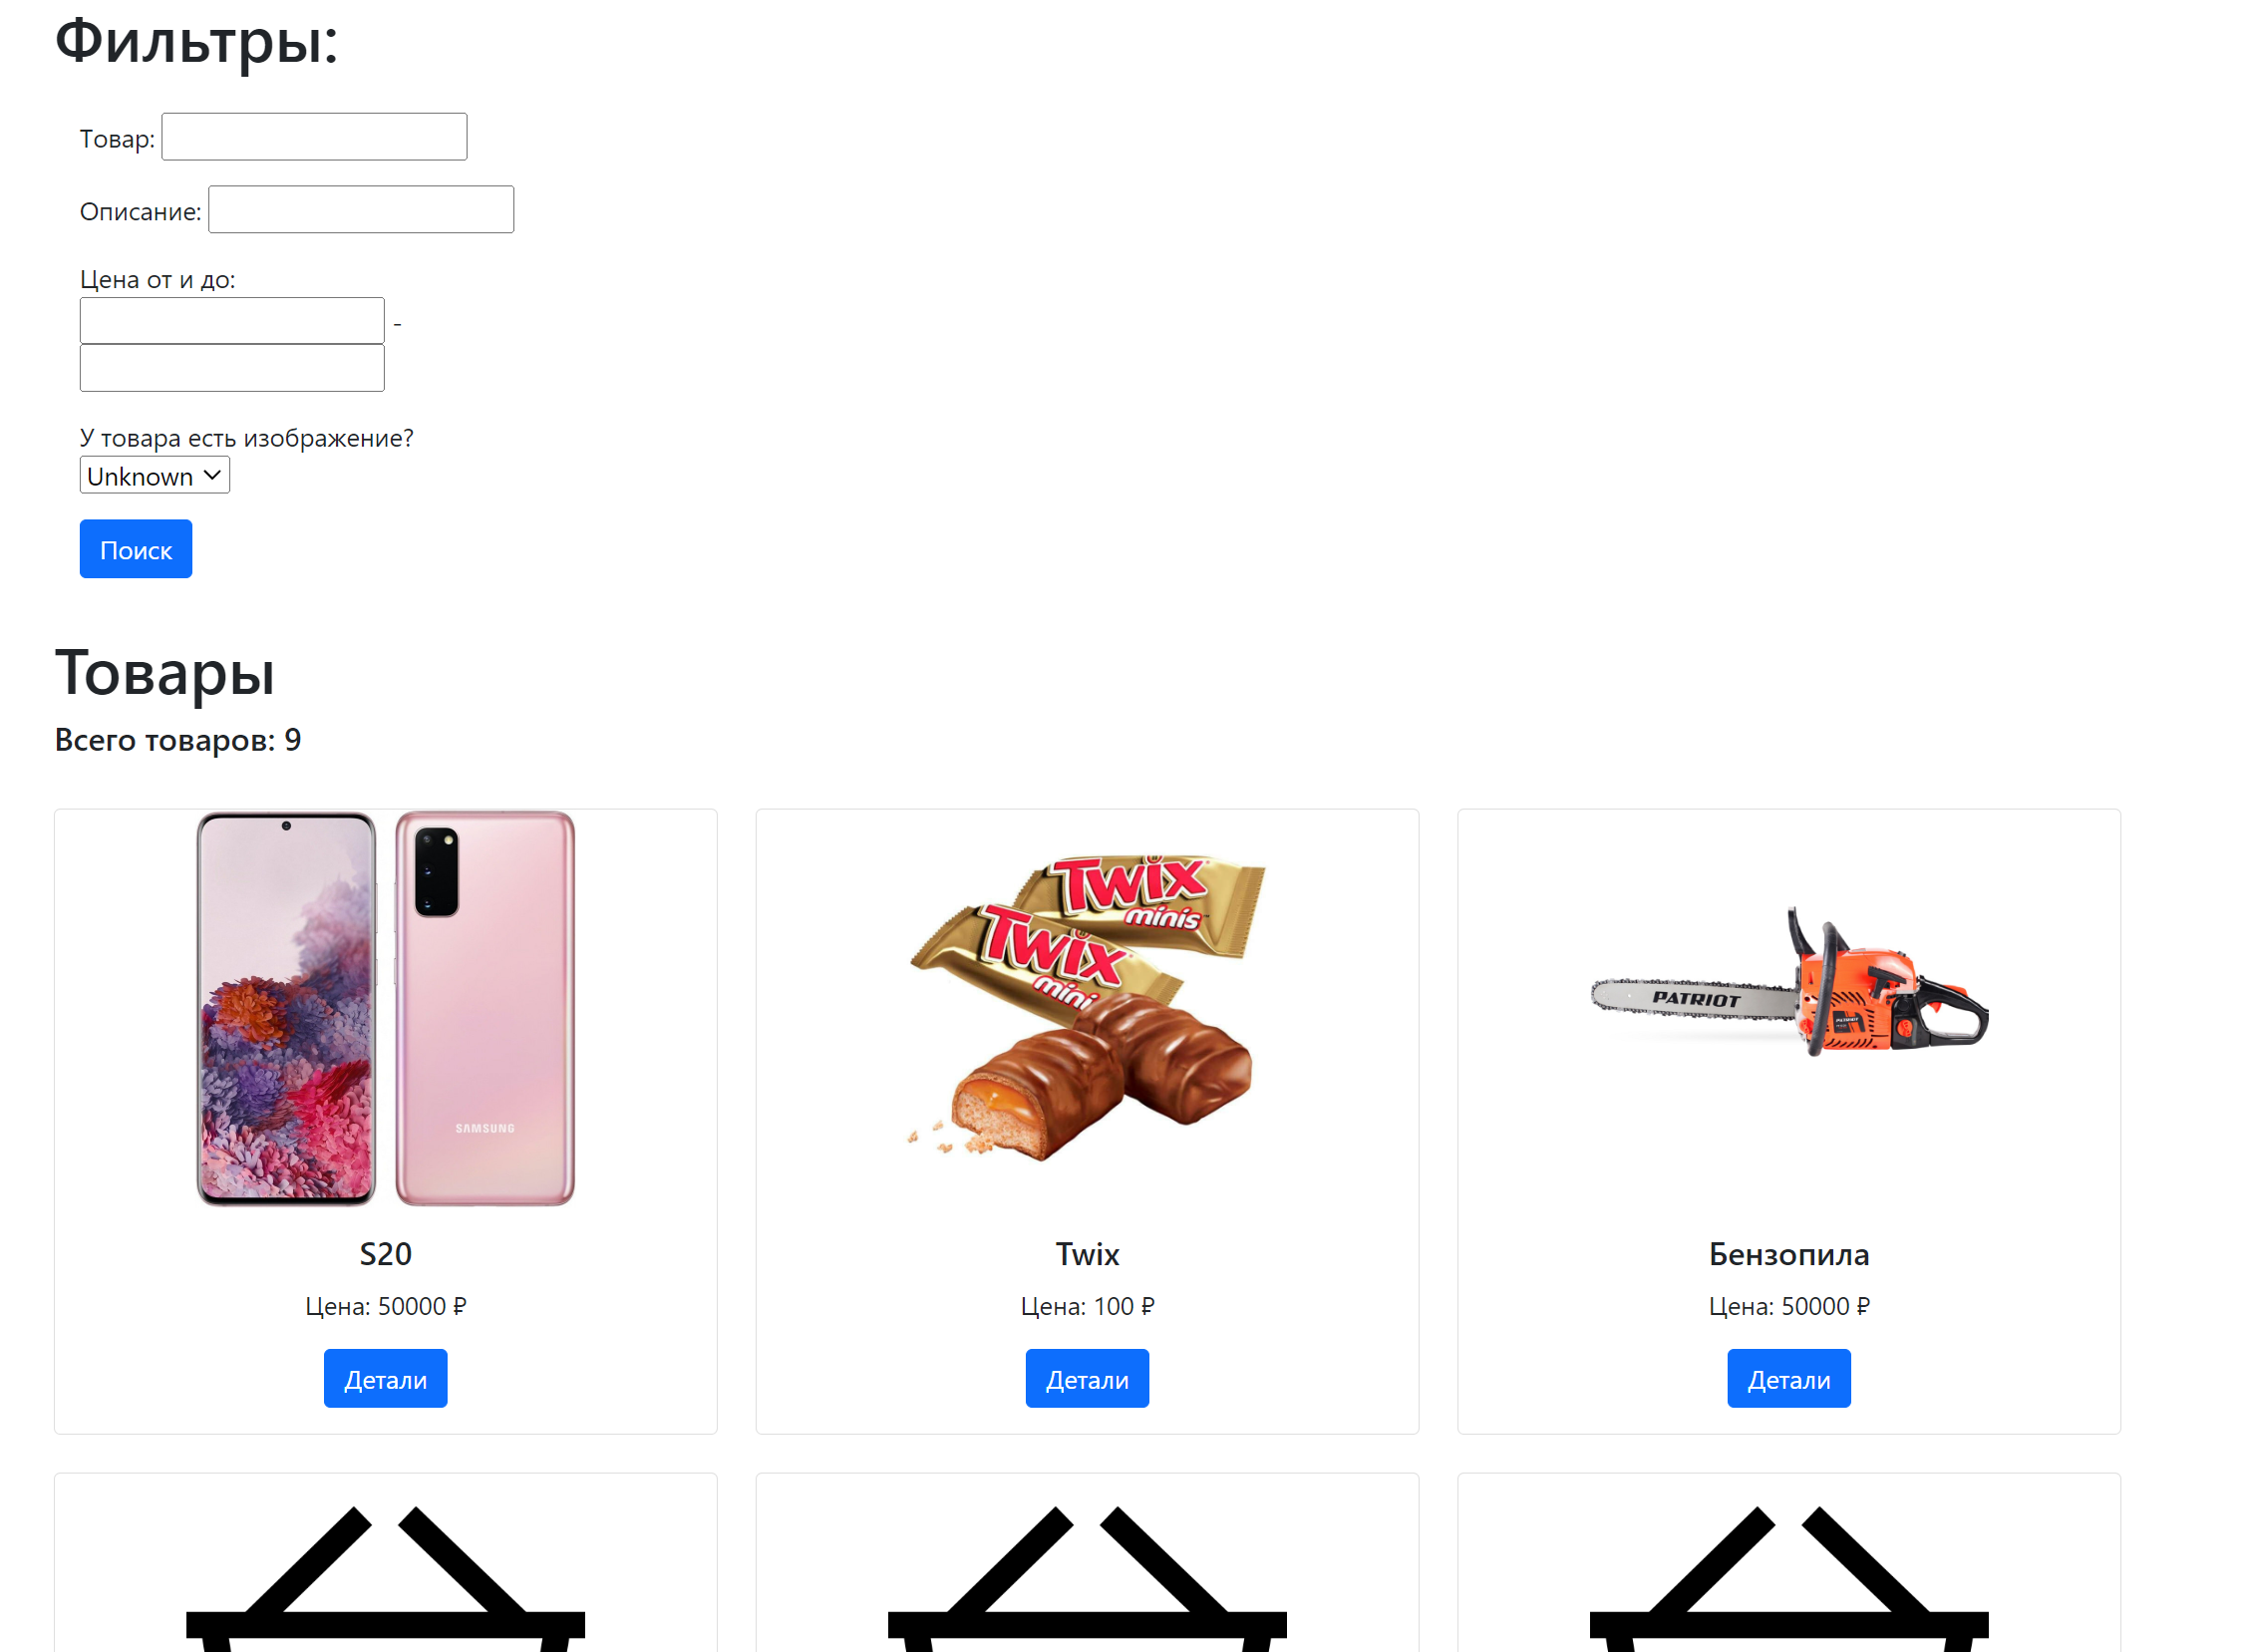 Фильтры:
Товар:
Описание:
Цена от и до:
-
У товара есть изображение?
Unknown
Поиск
Товары
Всего товаров: 9
SAMSUNG
Twix
minis
Twix
mini
PATRIOT
S20
Twix
Бензопила
Цена: 50000 ₽
Цена: 100 ₽
Цена: 50000 ₽
Детали
Детали
Детали